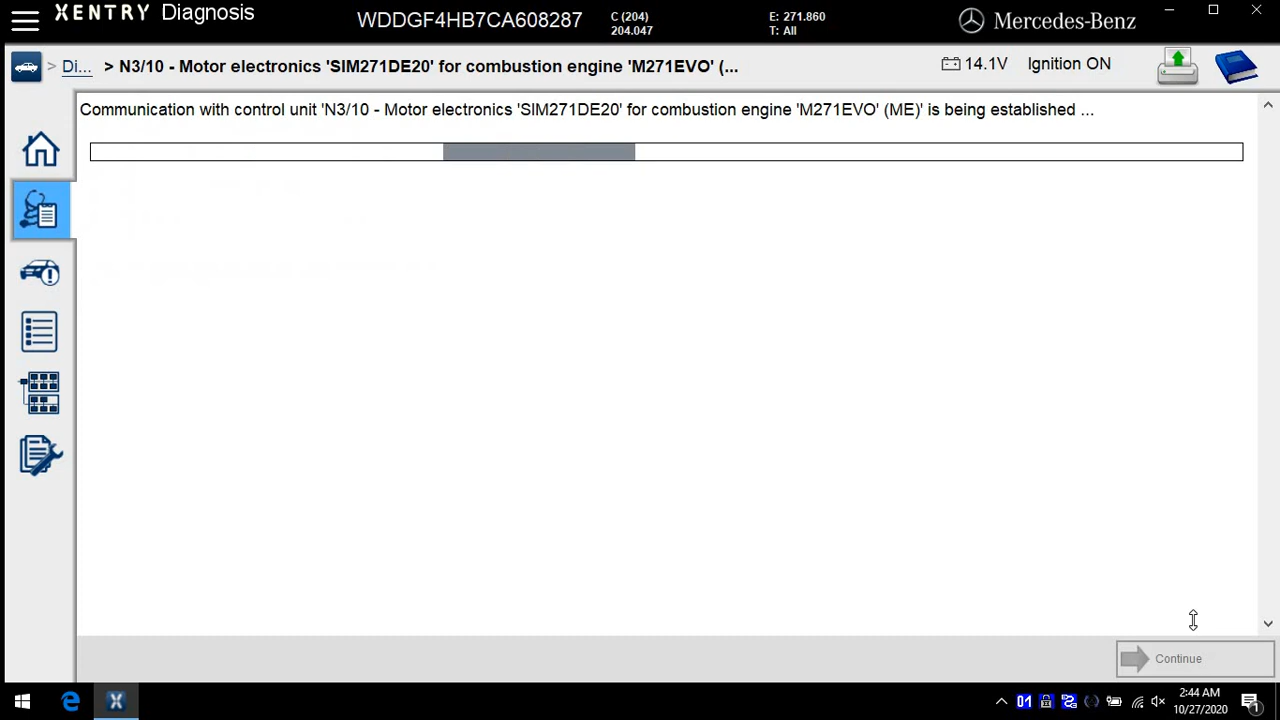 XENTRY Diagnosis
WDDGF4HB7CA608287
C (204)
204.047
E: 271.860
T: All
Mercedes-Benz
> Di... > N3/10 - Motor electronics 'SIM271DE20' for combustion engine 'M271EVO' (...
14.1V Ignition ON
Communication with control unit 'N3/10 - Motor electronics 'SIM271DE20' for combustion engine 'M271EVO' (ME)' is being established ...
Continue
01
2:44 AM
10/27/2020
1